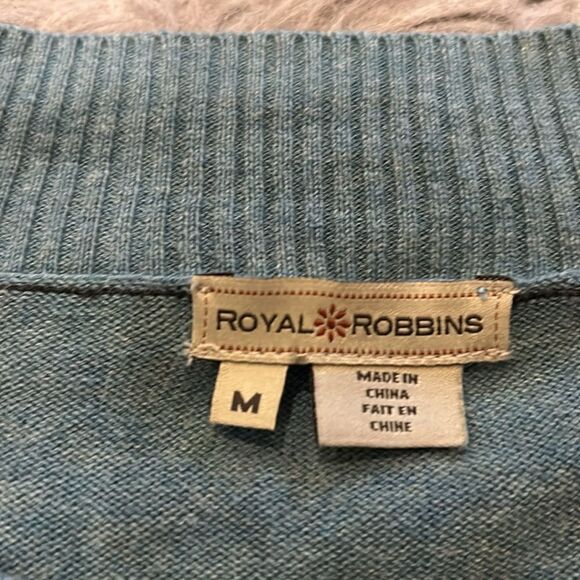 ROYAL ROBBINS
M
MADE IN
CHINA
FAIT EN
CHINE